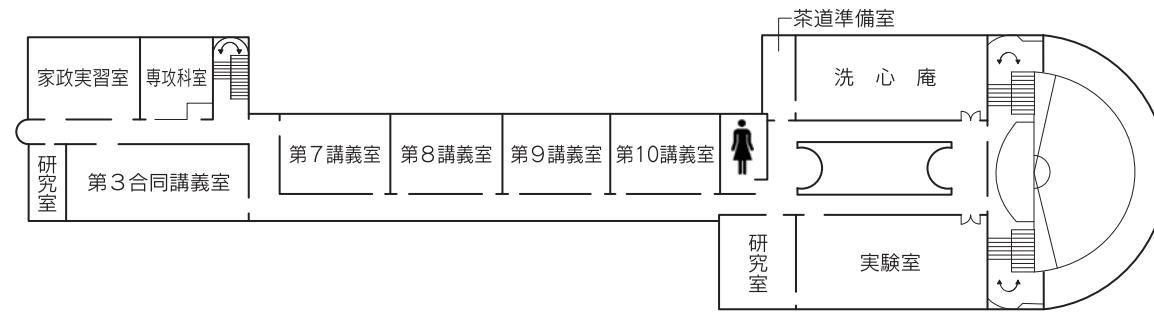 茶道準備室
家政実習室
専攻科室
洗心庵
第7講義室
第8講義室
第9講義室
第10講義室
研究室
第3合同講義室
研究室
実験室